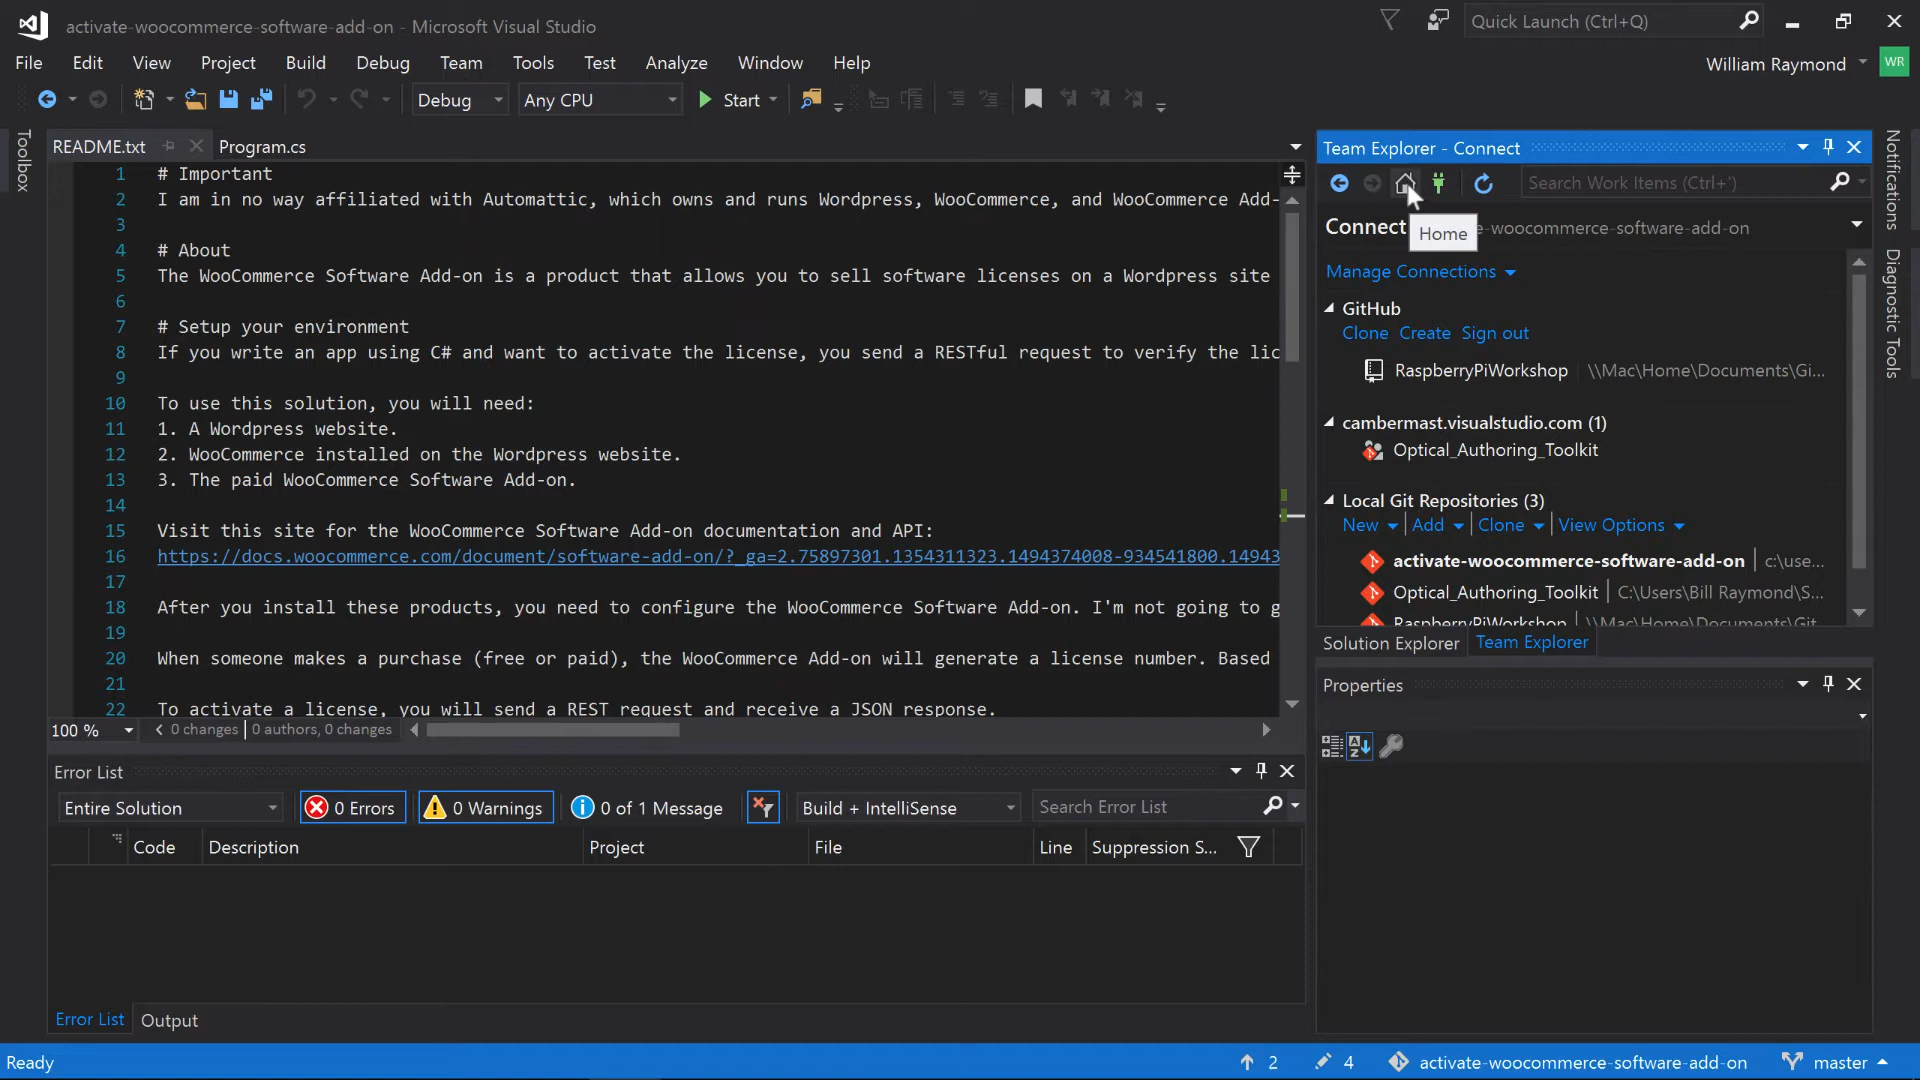 activate-woocommerce-software-add-on - Microsoft Visual Studio
Quick Launch (Ctrl+Q)
File Edit View Project Build Debug Team Tools Test Analyze Window Help
William Raymond WR
Debug Any CPU Start
Toolbox
README.txt Program.cs
1 # Important
2 I am in no way affiliated with Automattic, which owns and runs Wordpress, WooCommerce, and WooCommerce Add-
3
4 # About
5 The WooCommerce Software Add-on is a product that allows you to sell software licenses on a Wordpress site
6
7 # Setup your environment
8 If you write an app using C# and want to activate the license, you send a RESTful request to verify the lic
9
10 To use this solution, you will need:
11 1. A Wordpress website.
12 2. WooCommerce installed on the Wordpress website.
13 3. The paid WooCommerce Software Add-on.
14
15 Visit this site for the WooCommerce Software Add-on documentation and API:
16 https://docs.woocommerce.com/document/software-add-on/?_ga=2.75897301.1354311323.1494374008-934541800.14943
17
18 After you install these products, you need to configure the WooCommerce Software Add-on. I'm not going to g
19
20 When someone makes a purchase (free or paid), the WooCommerce Add-on will generate a license number. Based
21
22 To activate a license, you will send a REST request and receive a JSON response.
100 % 0 changes | 0 authors, 0 changes
Error List
Entire Solution 0 Errors 0 Warnings 0 of 1 Message Build + IntelliSense Search Error List
Code Description Project File Line Suppression S...
Error List Output
Team Explorer - Connect
Search Work Items (Ctrl+')
Connect e-woocommerce-software-add-on
Home
Manage Connections
GitHub
Clone Create Sign out
RaspberryPiWorkshop \\Mac\Home\Documents\Gi...
cambermast.visualstudio.com (1)
Optical_Authoring_Toolkit
Local Git Repositories (3)
New | Add | Clone | View Options
activate-woocommerce-software-add-on c:\use...
Optical_Authoring_Toolkit C:\Users\Bill Raymond\S...
RaspberryPiWorkshop \\Mac\Home\Documents\Git
Solution Explorer Team Explorer
Properties
Notifications
Diagnostic Tools
Ready 2 4 activate-woocommerce-software-add-on master